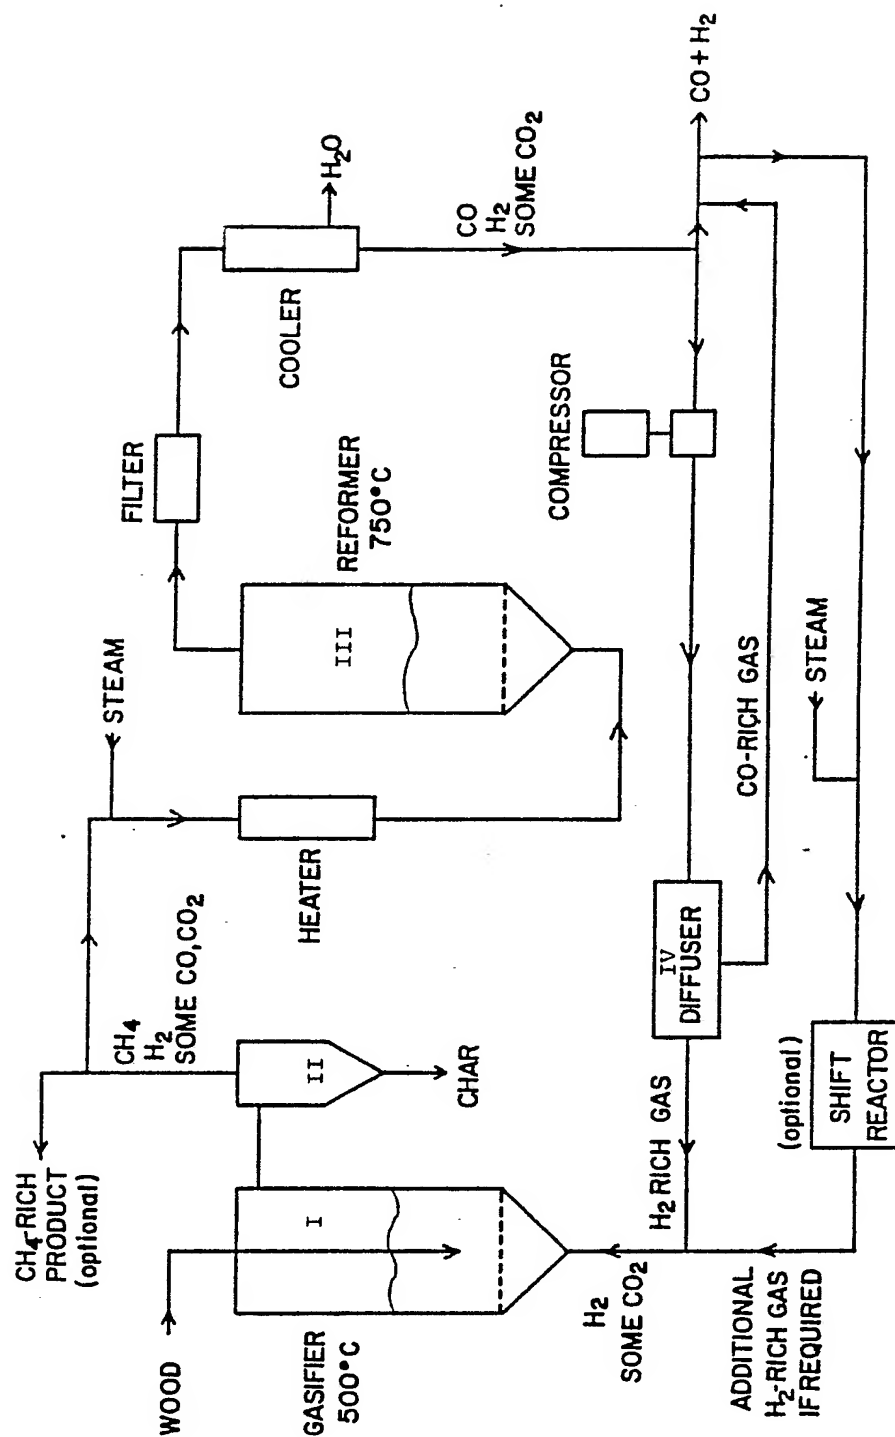 CH4-RICH
PRODUCT
(optional)
WOOD
CH4
H2
SOME CO, CO2
STEAM
FILTER
I
GASIFIER
500°C
II
CHAR
HEATER
III
REFORMER
750°C
COOLER
H2O
H2
SOME CO2
H2 RICH GAS
IV
DIFFUSER
COMPRESSOR
CO
H2
SOME CO2
CO+H2
CO-RICH GAS
ADDITIONAL
H2-RICH GAS
IF REQUIRED
(optional)
SHIFT
REACTOR
STEAM